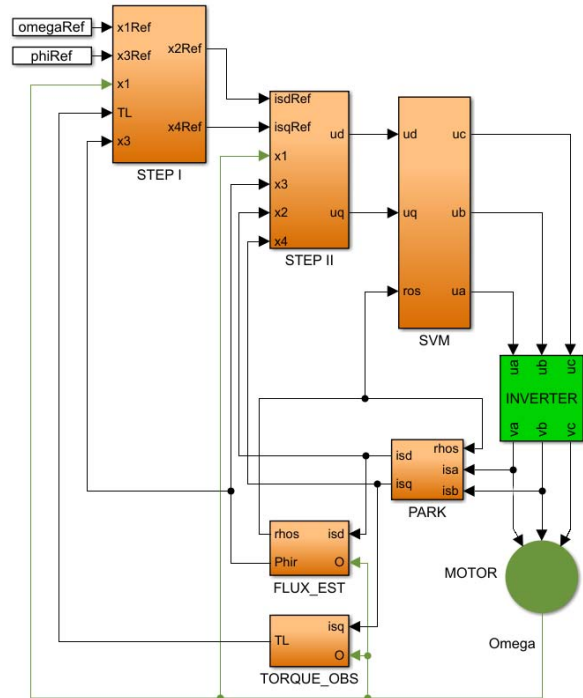 omegaRef
phiRef
x1Ref
x3Ref
x1
TL
x3
x2Ref
x4Ref
STEP I
isdRef
isqRef
x1
x3
x2
x4
ud
uq
STEP II
ud
uq
ros
uc
ub
ua
SVM
ua
ub
uc
INVERTER
va
vb
vc
isd
isq
rhos
isa
isb
PARK
rhos
Phir
isd
O
FLUX_EST
MOTOR
Omega
TL
isq
O
TORQUE_OBS